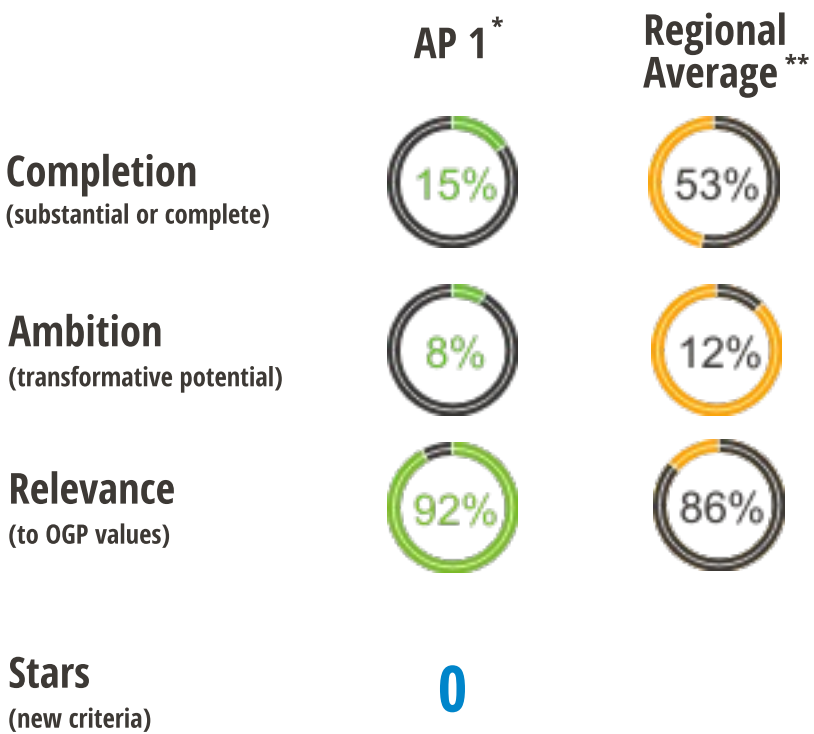 AP 1*
Regional
Average**
Completion
(substantial or complete)
15%
53%
Ambition
(transformative potential)
8%
12%
Relevance
(to OGP values)
92%
86%
Stars
(new criteria)
0